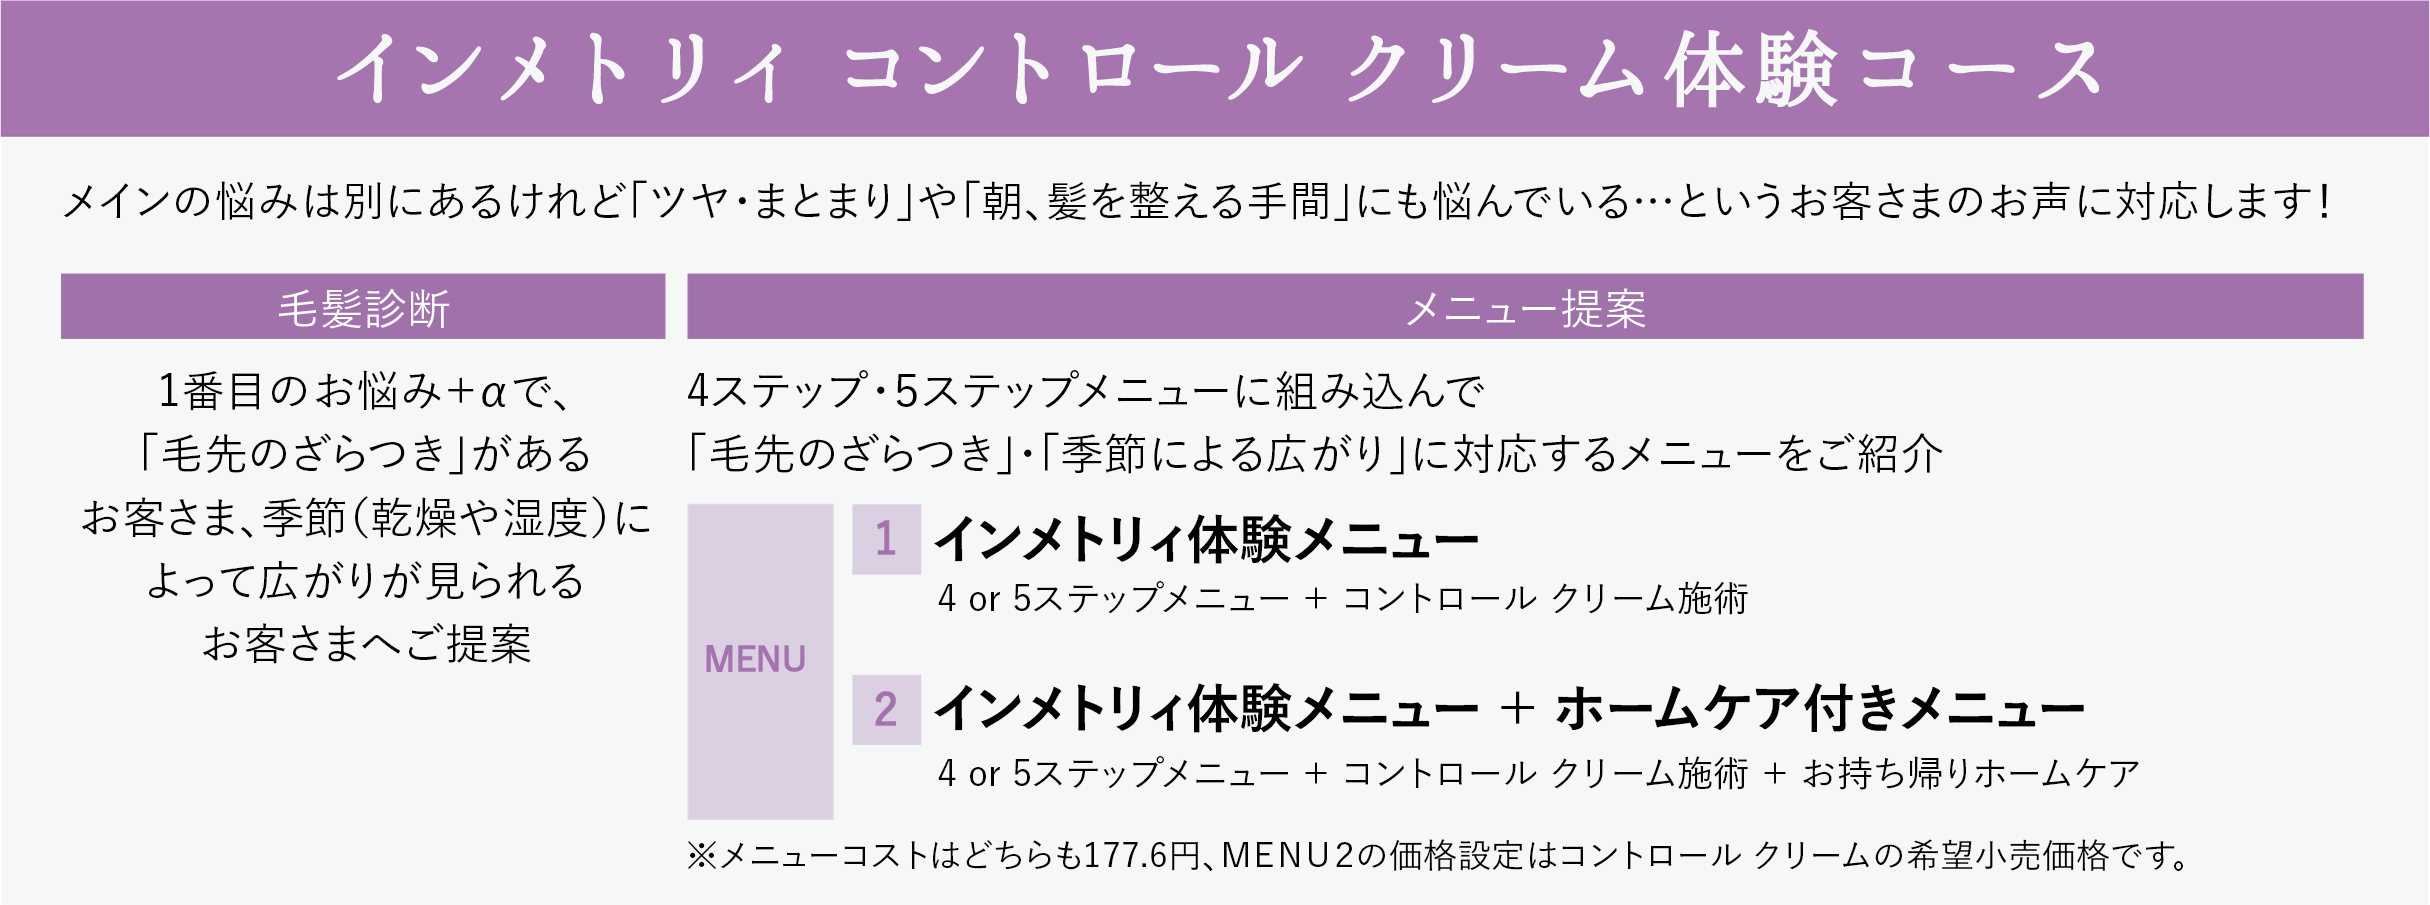 インメトリィ コントロール クリーム体験コース
メインの悩みは別にあるけれど「ツヤ・まとまり」や「朝、髪を整える手間」にも悩んでいる…というお客さまのお声に対応します！
毛髪診断
1番目のお悩み+αで、
「毛先のざらつき」がある
お客さま、季節（乾燥や湿度）に
よって広がりが見られる
お客さまへご提案
メニュー提案
4ステップ・5ステップメニューに組み込んで
「毛先のざらつき」・「季節による広がり」に対応するメニューをご紹介
MENU
1 インメトリィ体験メニュー
4 or 5ステップメニュー + コントロール クリーム施術
2 インメトリィ体験メニュー + ホームケア付きメニュー
4 or 5ステップメニュー + コントロール クリーム施術 + お持ち帰りホームケア
※メニューコストはどちらも177.6円、MENU2の価格設定はコントロール クリームの希望小売価格です。